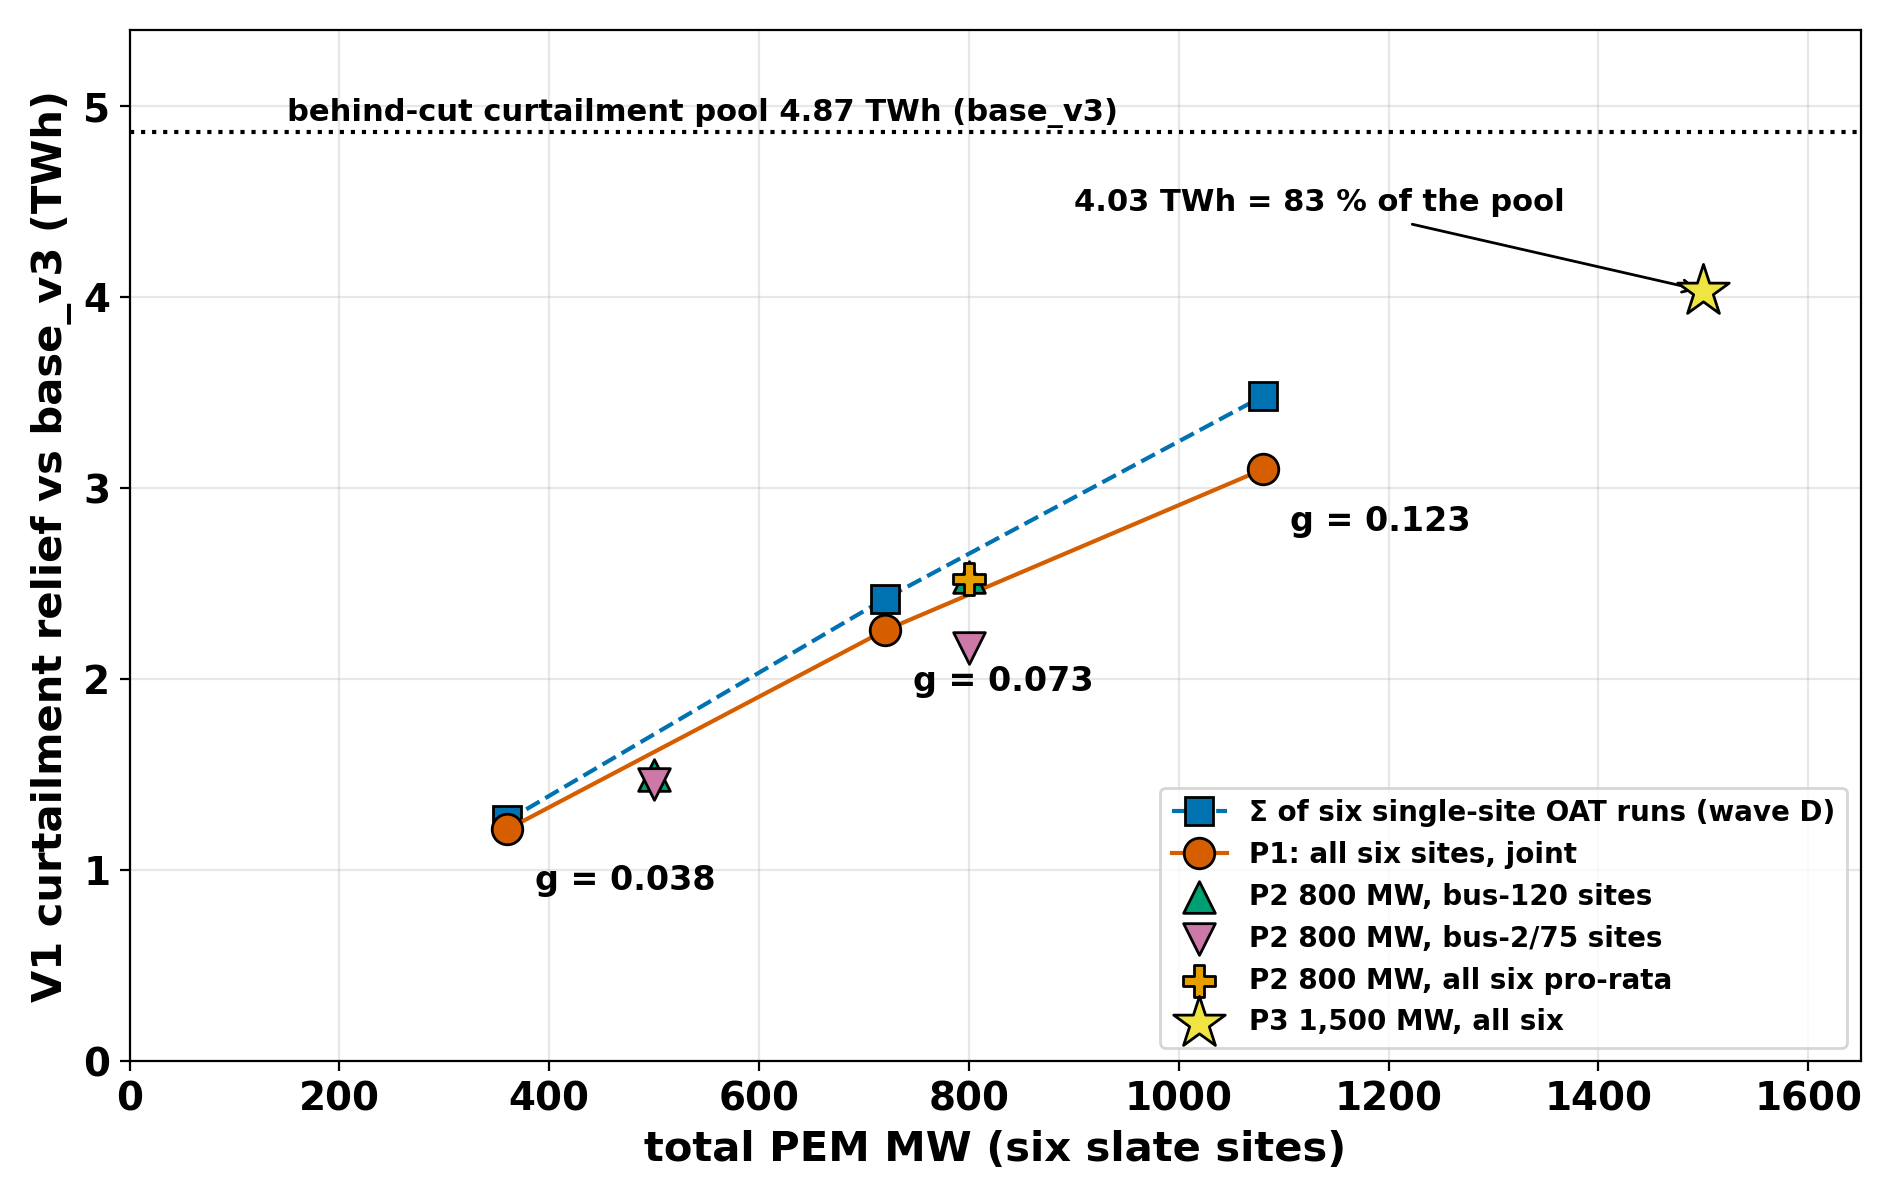 behind-cut curtailment pool 4.87 TWh (base_v3)
4.03 TWh = 83 % of the pool
g = 0.123
g = 0.073
g = 0.038
V1 curtailment relief vs base_v3 (TWh)
5
4
3
2
1
0
0 200 400 600 800 1000 1200 1400 1600
total PEM MW (six slate sites)
Σ of six single-site OAT runs (wave D)
P1: all six sites, joint
P2 800 MW, bus-120 sites
P2 800 MW, bus-2/75 sites
P2 800 MW, all six pro-rata
P3 1,500 MW, all six